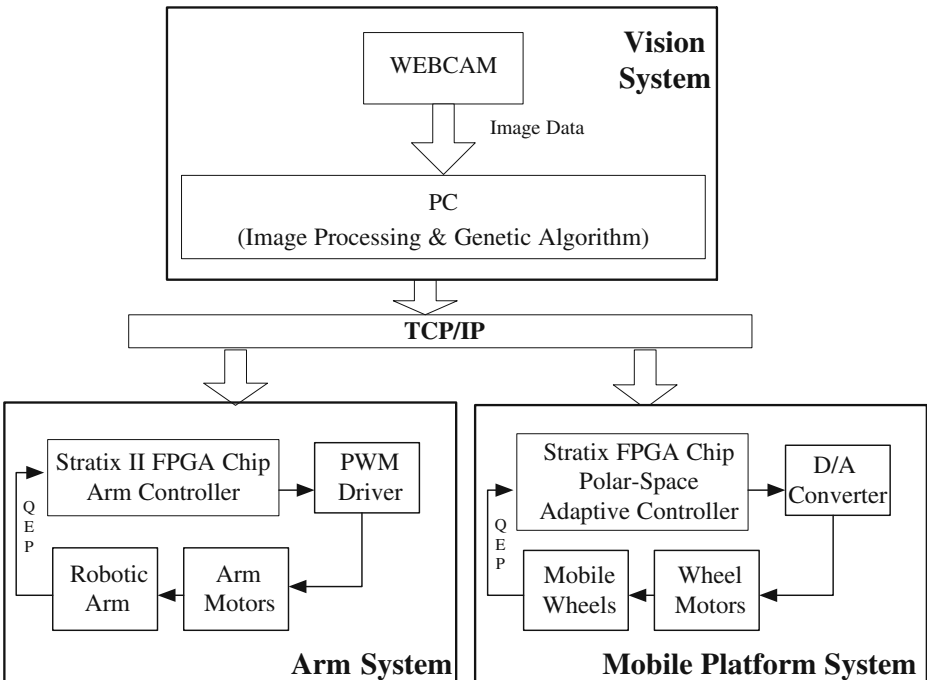 Vision
System
WEBCAM
Image Data
PC
(Image Processing & Genetic Algorithm)
TCP/IP
Stratix II FPGA Chip
Arm Controller
PWM
Driver
QEP
Robotic
Arm
Arm
Motors
Arm System
Stratix FPGA Chip
Polar-Space
Adaptive Controller
D/A
Converter
QEP
Mobile
Wheels
Wheel
Motors
Mobile Platform System